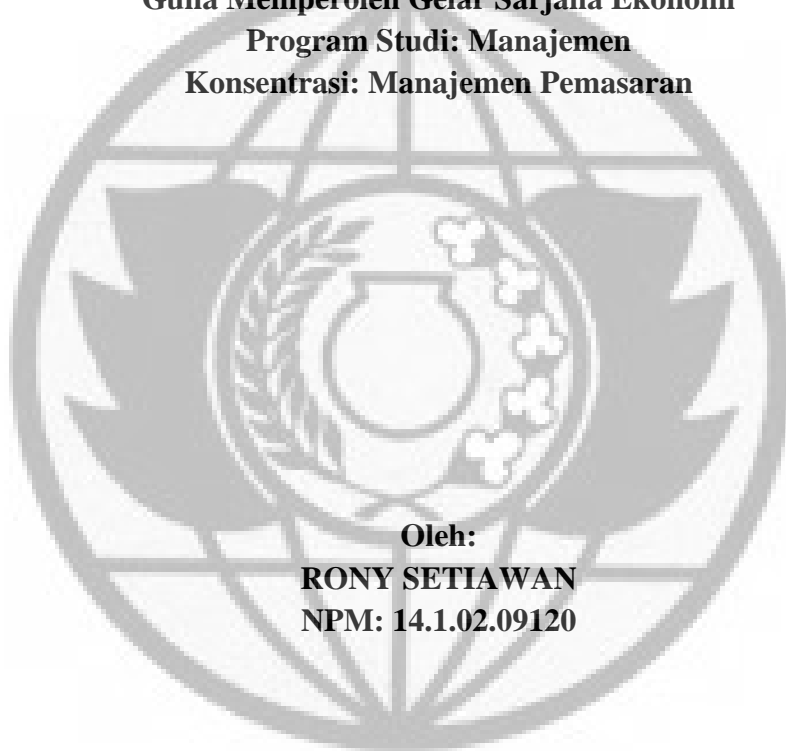 Guna Memperoleh Gelar Sarjana Ekonomi
Program Studi: Manajemen
Konsentrasi: Manajemen Pemasaran
Oleh:
RONY SETIAWAN
NPM: 14.1.02.09120